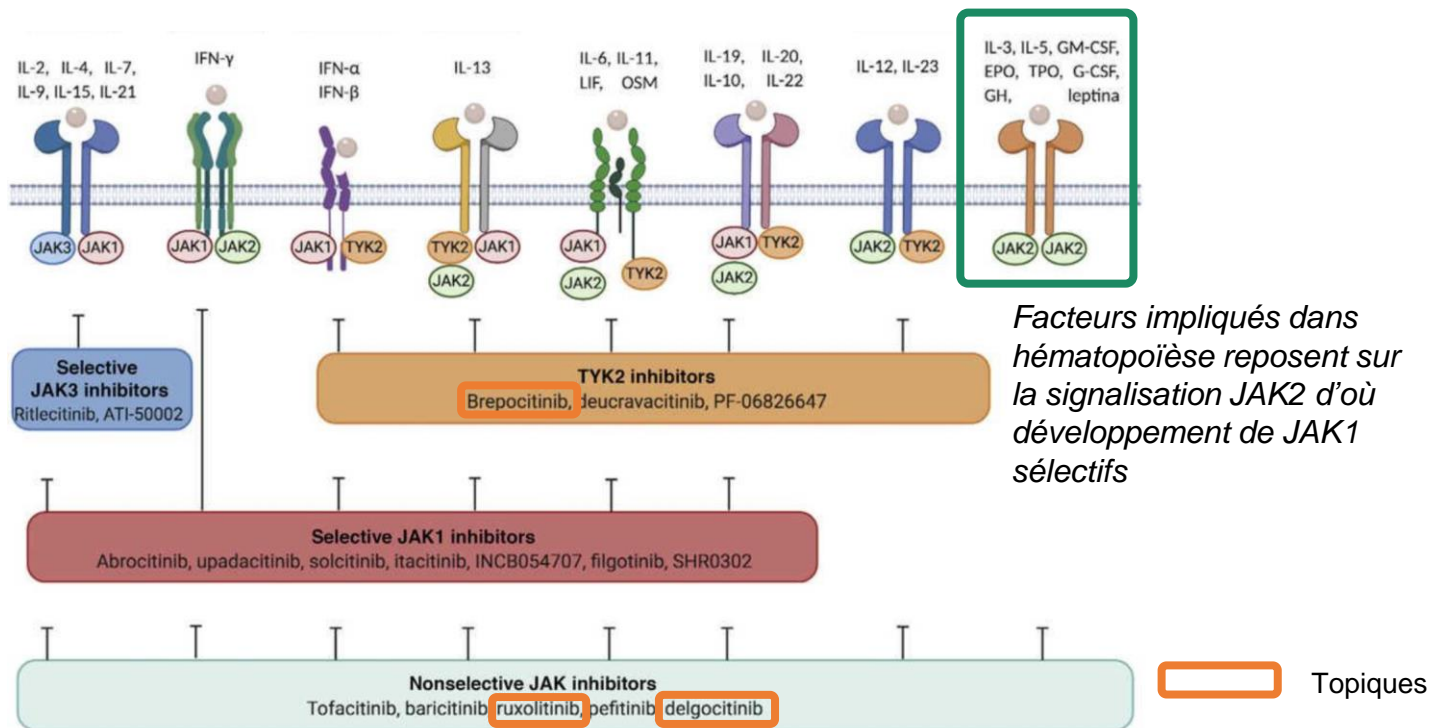 IL-2, IL-4, IL-7,
IL-9, IL-15, IL-21
IFN-γ
IFN-α
IFN-β
IL-13
IL-6, IL-11,
LIF, OSM
IL-19, IL-20,
IL-10, IL-22
IL-12, IL-23
IL-3, IL-5, GM-CSF,
EPO, TPO, G-CSF,
GH, leptina
JAK3 JAK1
JAK1 JAK2
JAK1 TYK2
TYK2 JAK1
JAK2
JAK1
JAK2
TYK2
JAK1 TYK2
JAK2
JAK2 TYK2
JAK2 JAK2
Facteurs impliqués dans
hématopoïèse reposent sur
la signalisation JAK2 d’où
développement de JAK1
sélectifs
Selective
JAK3 inhibitors
Ritlecitinib, ATI-50002
TYK2 inhibitors
Brepocitinib, deucravacitinib, PF-06826647
Selective JAK1 inhibitors
Abrocitinib, upadacitinib, solcitinib, itacitinib, INCB054707, filgotinib, SHR0302
Nonselective JAK inhibitors
Tofacitinib, baricitinib, ruxolitinib, pefitinib, delgocitinib
Topiques